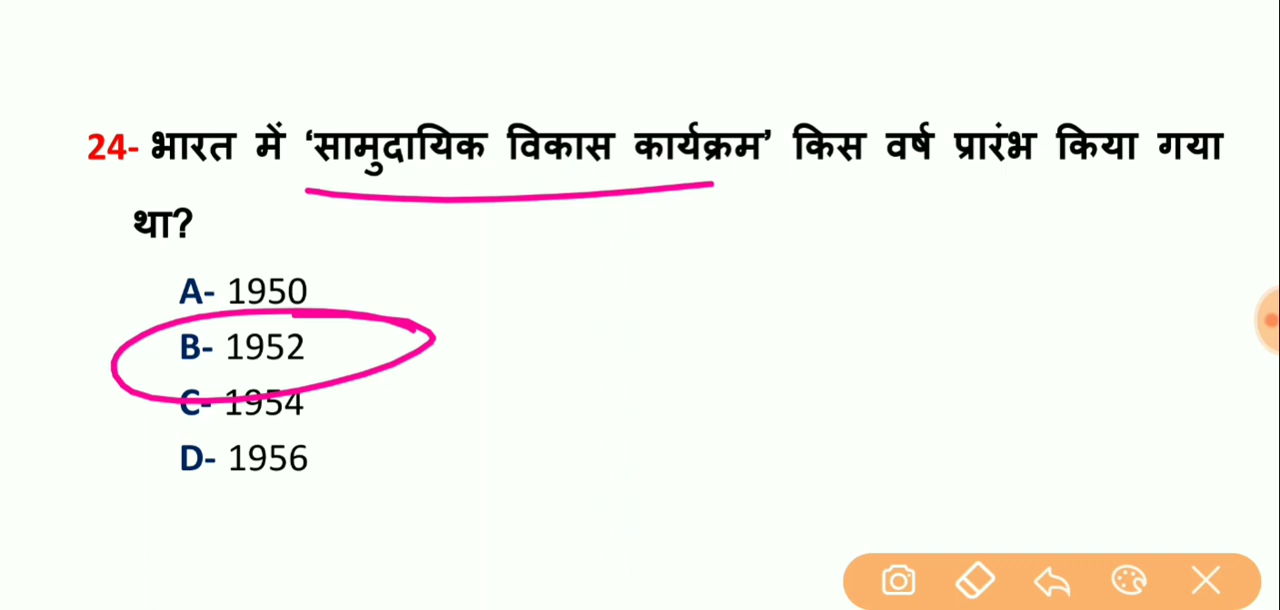 24- भारत में ‘सामुदायिक विकास कार्यक्रम’ किस वर्ष प्रारंभ किया गया
था?
A- 1950
B- 1952
C- 1954
D- 1956